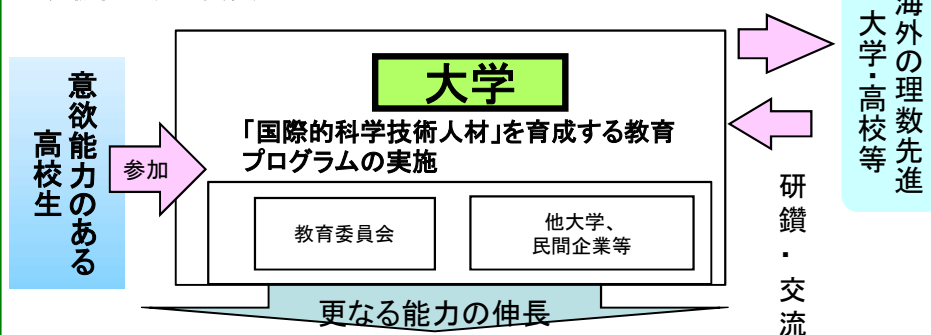 意欲能力のある
高校生
参加
大学
「国際的科学技術人材」を育成する教育
プログラムの実施
教育委員会
他大学、
民間企業等
更なる能力の伸長
海外の理数先進
大学・高校等
研鑽・交流